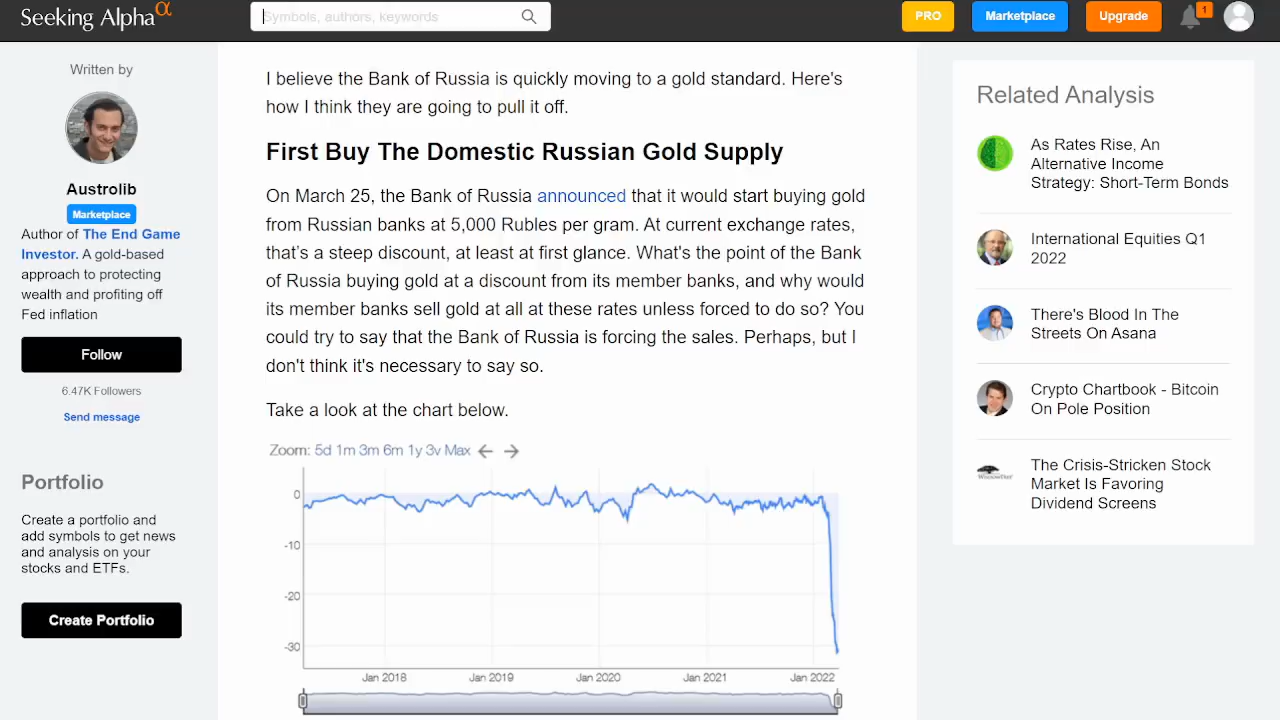 Seeking Alpha α
Symbols, authors, keywords
PRO
Marketplace
Upgrade
1
Written by
Austrolib
Marketplace
Author of The End Game
Investor. A gold-based
approach to protecting
wealth and profiting off
Fed inflation
Follow
6.47K Followers
Send message
Portfolio
Create a portfolio and
add symbols to get news
and analysis on your
stocks and ETFs.
Create Portfolio
I believe the Bank of Russia is quickly moving to a gold standard. Here's
how I think they are going to pull it off.
First Buy The Domestic Russian Gold Supply
On March 25, the Bank of Russia announced that it would start buying gold
from Russian banks at 5,000 Rubles per gram. At current exchange rates,
that's a steep discount, at least at first glance. What's the point of the Bank
of Russia buying gold at a discount from its member banks, and why would
its member banks sell gold at all at these rates unless forced to do so? You
could try to say that the Bank of Russia is forcing the sales. Perhaps, but I
don't think it's necessary to say so.
Take a look at the chart below.
Zoom: 5d 1m 3m 6m 1y 3y Max
0
-10
-20
-30
Jan 2018
Jan 2019
Jan 2020
Jan 2021
Jan 2022
Related Analysis
As Rates Rise, An
Alternative Income
Strategy: Short-Term Bonds
International Equities Q1
2022
There's Blood In The
Streets On Asana
Crypto Chartbook - Bitcoin
On Pole Position
The Crisis-Stricken Stock
Market Is Favoring
Dividend Screens